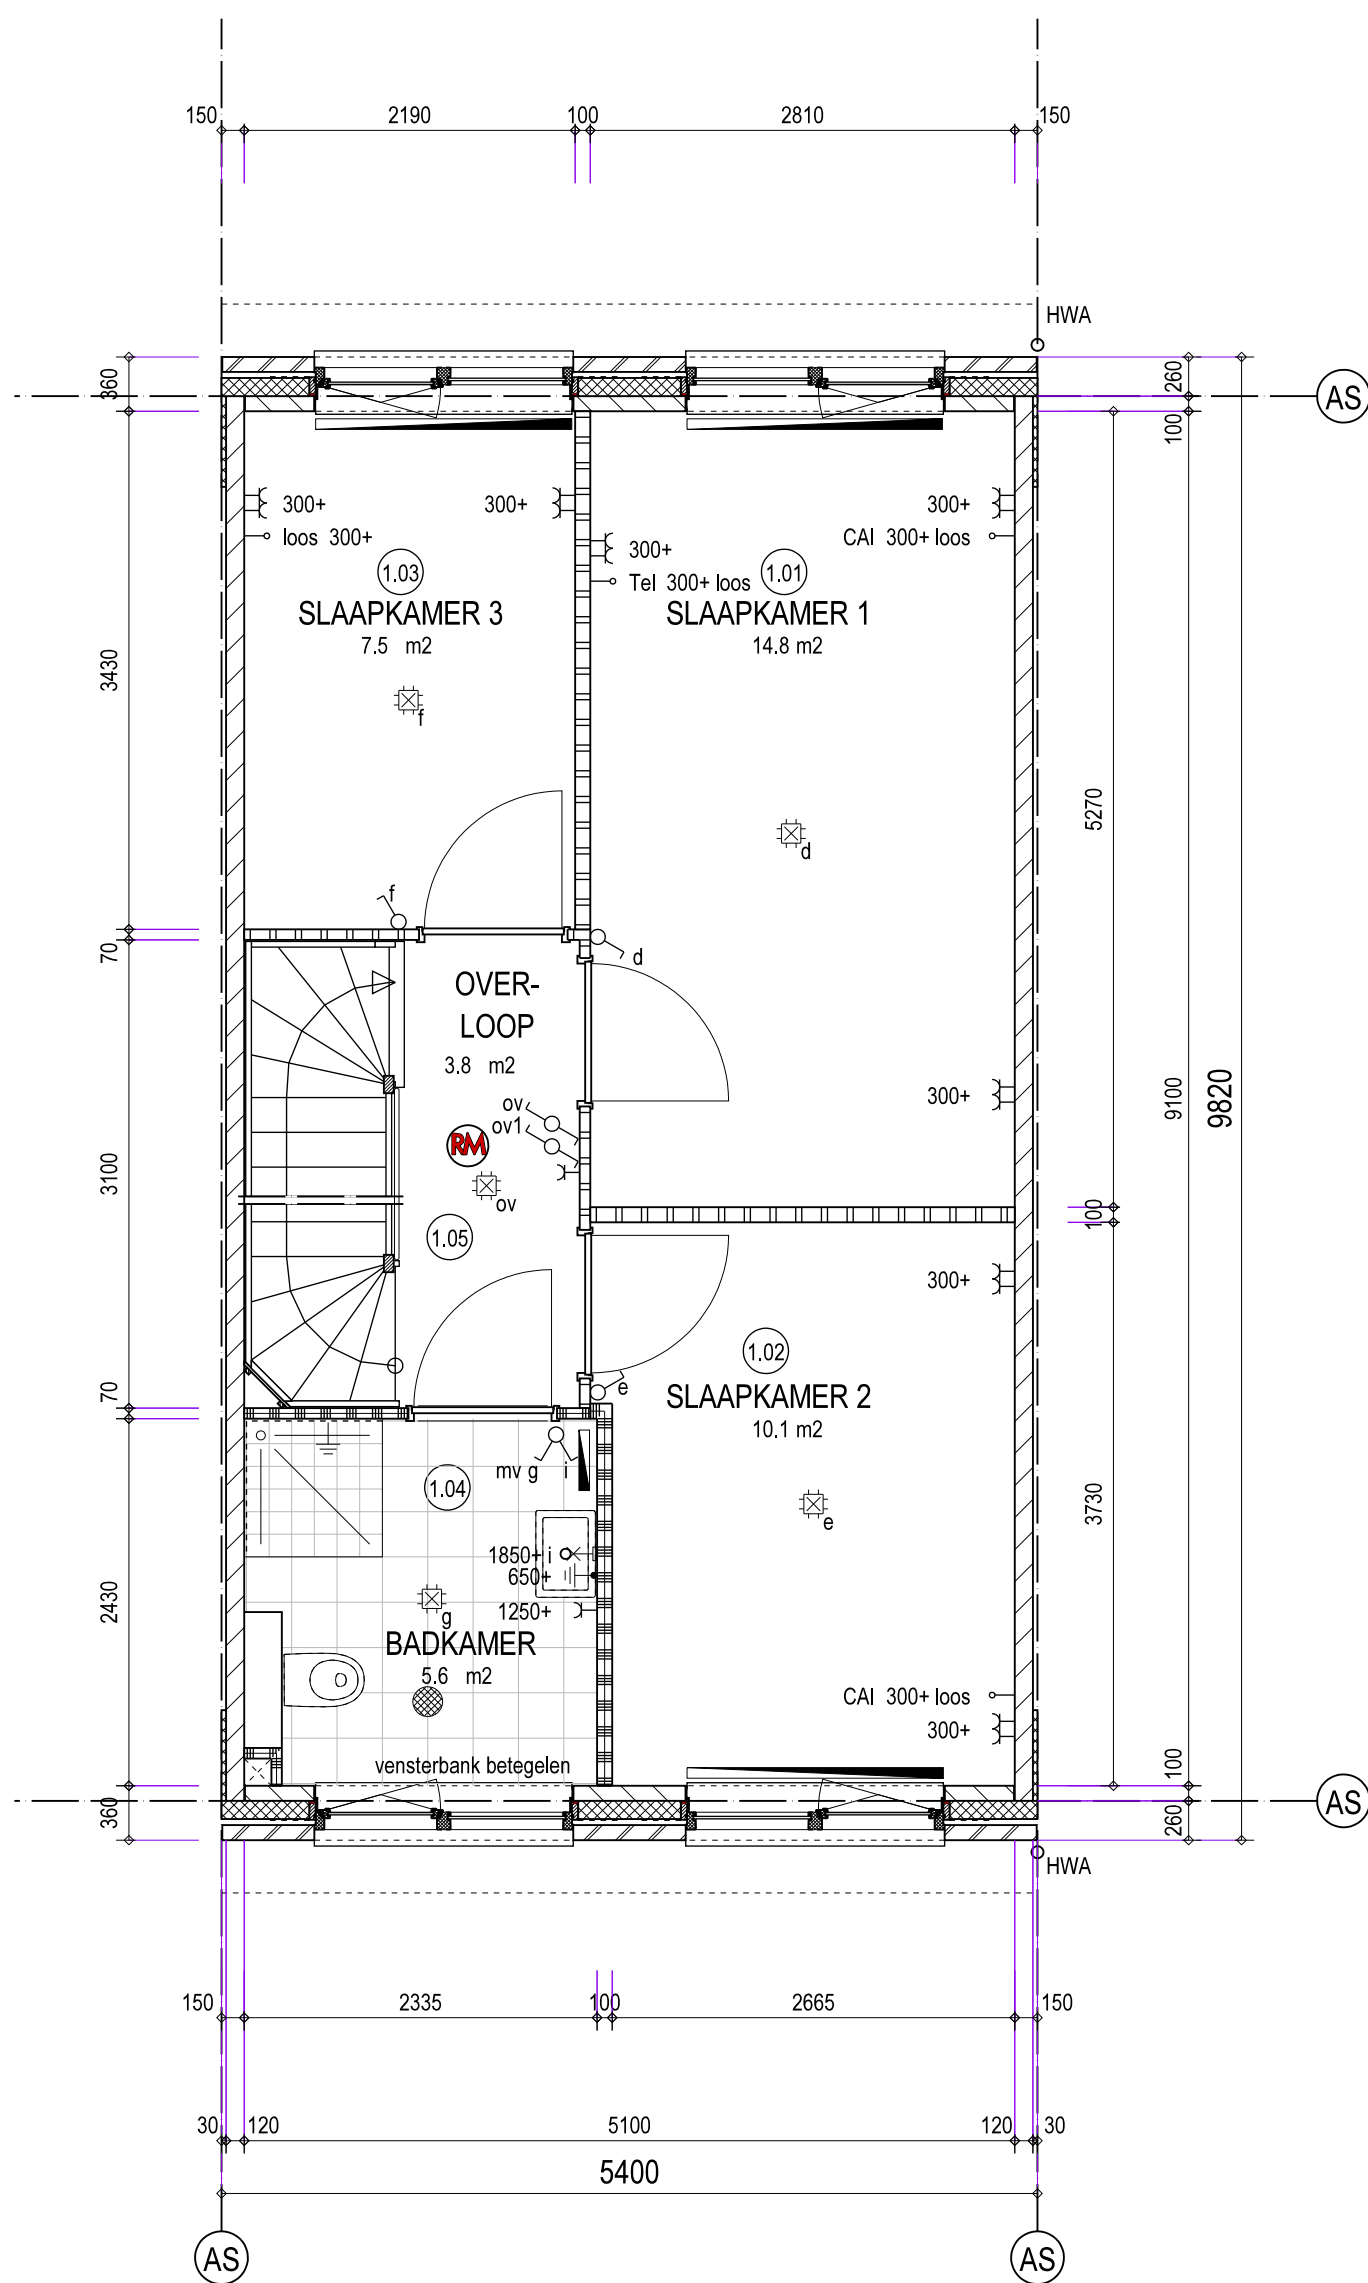 150 2190 100 2810 150
HWA
360 260
AS
100
300+ 300+ 300+
loos 300+ CAI 300+ loos
300+
1.03 1.01
Tel 300+ loos
SLAAPKAMER 3 SLAAPKAMER 1
7.5 m2 14.8 m2
3430
f
5270
d
f
70 d
OVER-
LOOP
3.8 m2
300+
ov
ov1
RM
9100 9820
3100
ov
1.05
100
300+
1.02
e
SLAAPKAMER 2
70
10.1 m2
mv g i
1.04
e
3730
1850+ i
650+
1250+
2430
g
BADKAMER
5.6 m2
CAI 300+ loos
300+
vensterbank betegelen
100
AS
360 260
HWA
150 2335 100 2665 150
30 120 5100 120 30
5400
AS AS